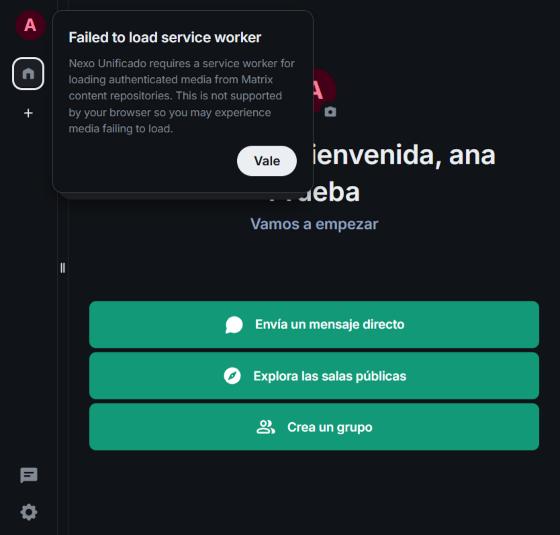 A
Failed to load service worker
Nexo Unificado requires a service worker for
loading authenticated media from Matrix
content repositories. This is not supported
by your browser so you may experience
media failing to load.
Vale
A
ienvenida, ana
Prueba
Vamos a empezar
Envía un mensaje directo
Explora las salas públicas
Crea un grupo